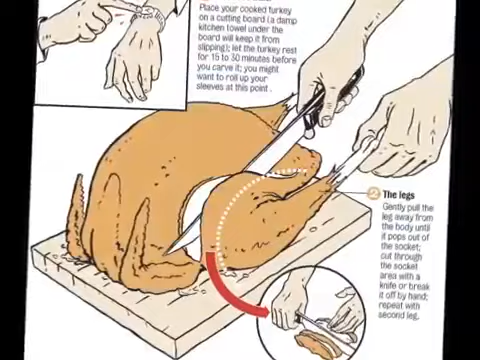 Place your cooked turkey
on a cutting board (a damp
kitchen towel under the
board will keep it from
slipping); let the turkey rest
for 15 to 30 minutes before
you carve it; you might
want to roll up your
sleeves at this point.
2 The legs
Gently pull the
leg away from
the body until
it pops out of
the socket;
cut through
the socket
area with a
knife or break
it off by hand;
repeat with
second leg.